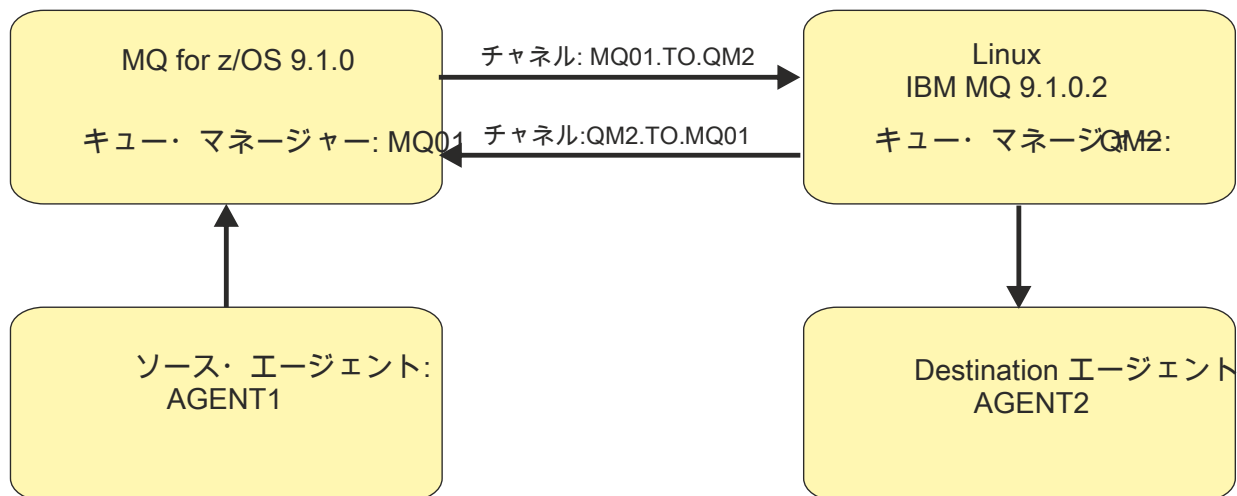 MQ for z/OS 9.1.0
キュー・マネージャー: MQ01
チャネル: MQ01.TO.QM2
チャネル:QM2.TO.MQ01
Linux
IBM MQ 9.1.0.2
キュー・マネージャー QM2:
ソース・エージェント:
AGENT1
Destination エージェント
AGENT2